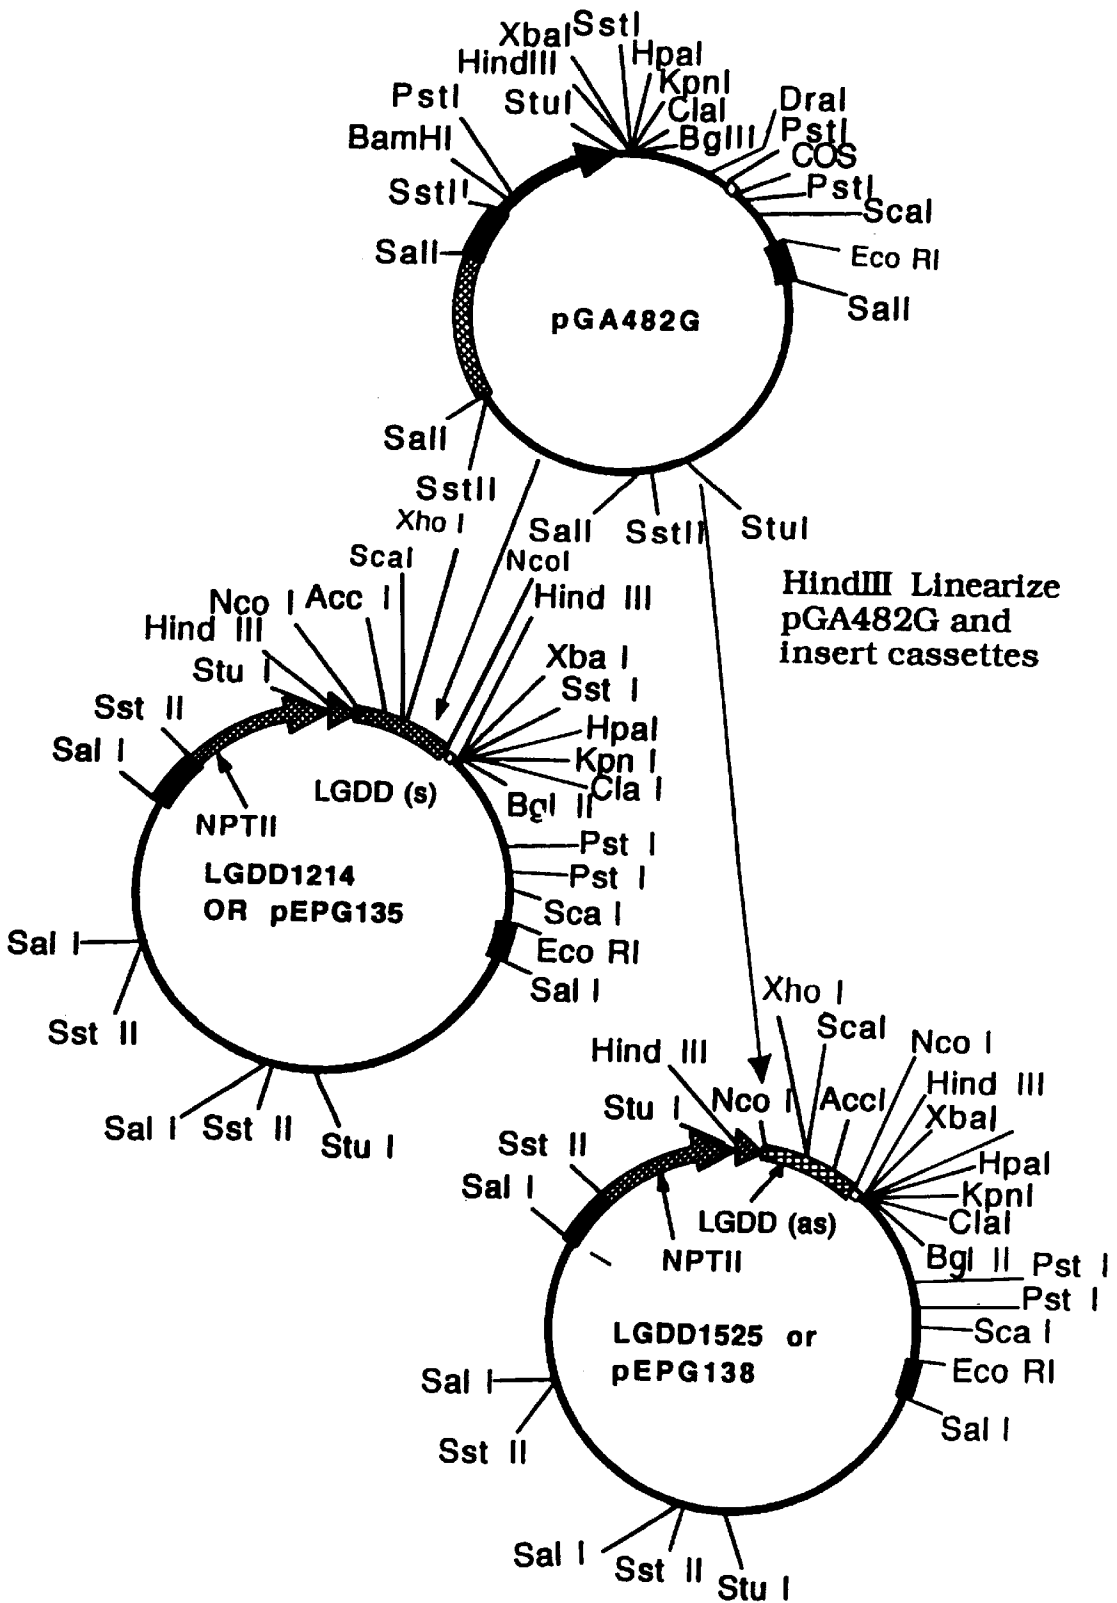 SstI
XbaI
HpaI
HindIII
KpnI
StuI
ClaI
BglII
PstI
BamHI
SstII
SalI
DraI
PstI
COS
PstI
ScaI
Eco RI
SalI
pGA482G
SalI
SstII
SalI
SstII
StuI
HindIII Linearize
pGA482G and
insert cassettes
Xho I
ScaI
Acc I
Nco I
Hind III
Stu I
Sst II
Sal I
NcoI
Hind III
Xba I
Sst I
HpaI
Kpn I
Cla I
Bgl II
Pst I
Pst I
Sca I
Eco RI
Sal I
LGDD (s)
NPTII
LGDD1214
OR pEPG135
Sal I
Sst II
Sal I
Sst II
Stu I
Xho I
ScaI
Hind III
Nco I
AccI
Stu I
Sst II
Sal I
Nco I
Hind III
XbaI
HpaI
KpnI
ClaI
Bgl II
Pst I
Pst I
Sca I
Eco RI
Sal I
LGDD (as)
NPTII
LGDD1525 or
pEPG138
Sal I
Sst II
Sal I
Sst II
Stu I